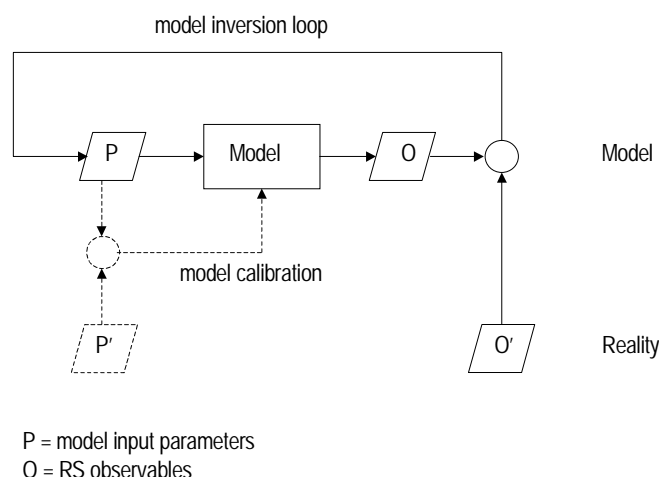 model inversion loop
P
Model
O
Model
model calibration
P'
O'
Reality
P = model input parameters
O = RS observables